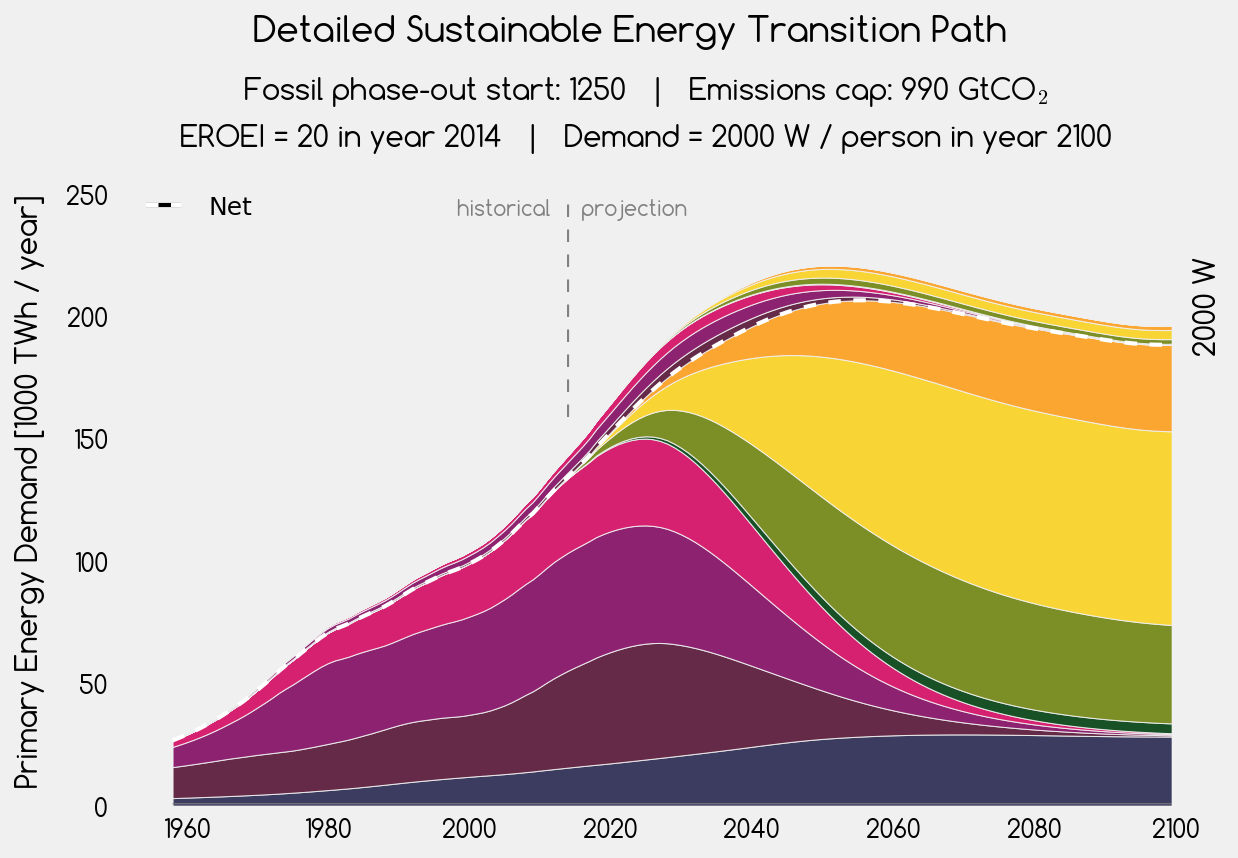 Detailed Sustainable Energy Transition Path
Fossil phase-out start: 1250 | Emissions cap: 990 GtCO₂
EROEI = 20 in year 2014 | Demand = 2000 W / person in year 2100
Primary Energy Demand [1000 TWh / year]
250
200
150
100
50
0
Net
historical
projection
2000 W
1960
1980
2000
2020
2040
2060
2080
2100